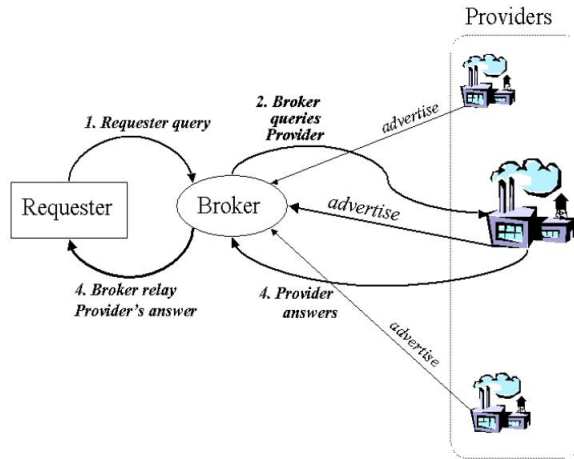 Providers
advertise
2. Broker
queries
Provider
1. Requester query
advertise
Requester
Broker
4. Broker relay
Provider's answer
4. Provider
answers
advertise